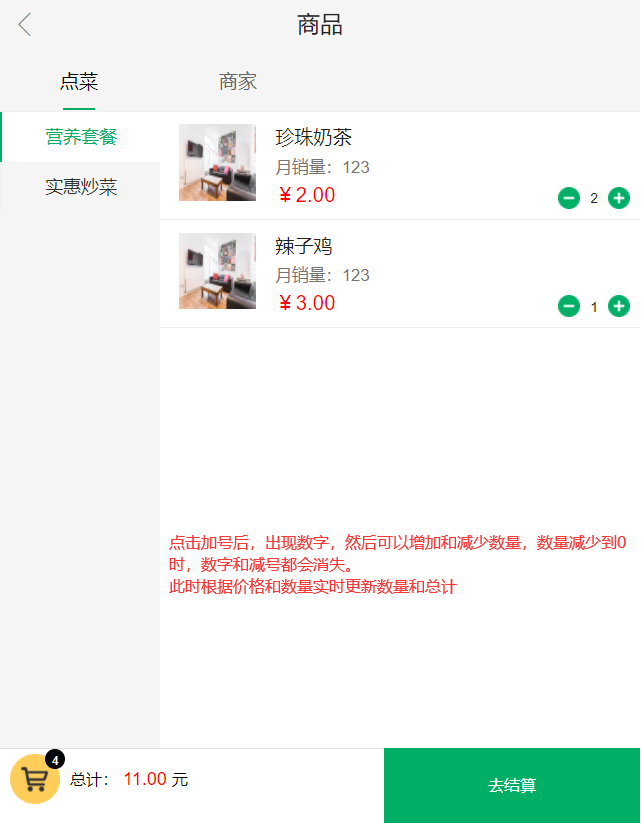 商品
点菜 商家
营养套餐
实惠炒菜
珍珠奶茶
月销量：123
￥2.00
2
辣子鸡
月销量：123
￥3.00
1
点击加号后，出现数字，然后可以增加和减少数量，数量减少到0
时，数字和减号都会消失。
此时根据价格和数量实时更新数量和总计
4
总计： 11.00 元
去结算